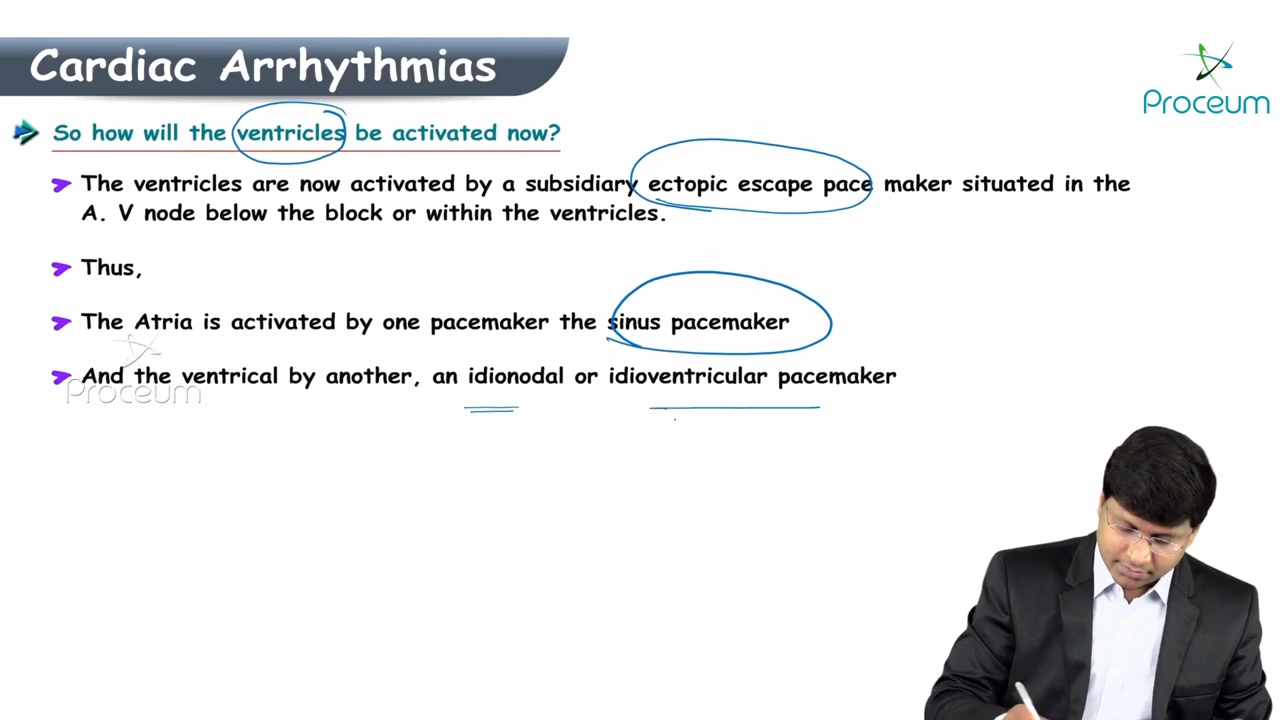 Cardiac Arrhythmias
Proceum
So how will the ventricles be activated now?
The ventricles are now activated by a subsidiary ectopic escape pace maker situated in the
A. V node below the block or within the ventricles.
Thus,
The Atria is activated by one pacemaker the sinus pacemaker
And the ventrical by another, an idionodal or idioventricular pacemaker
Proceum